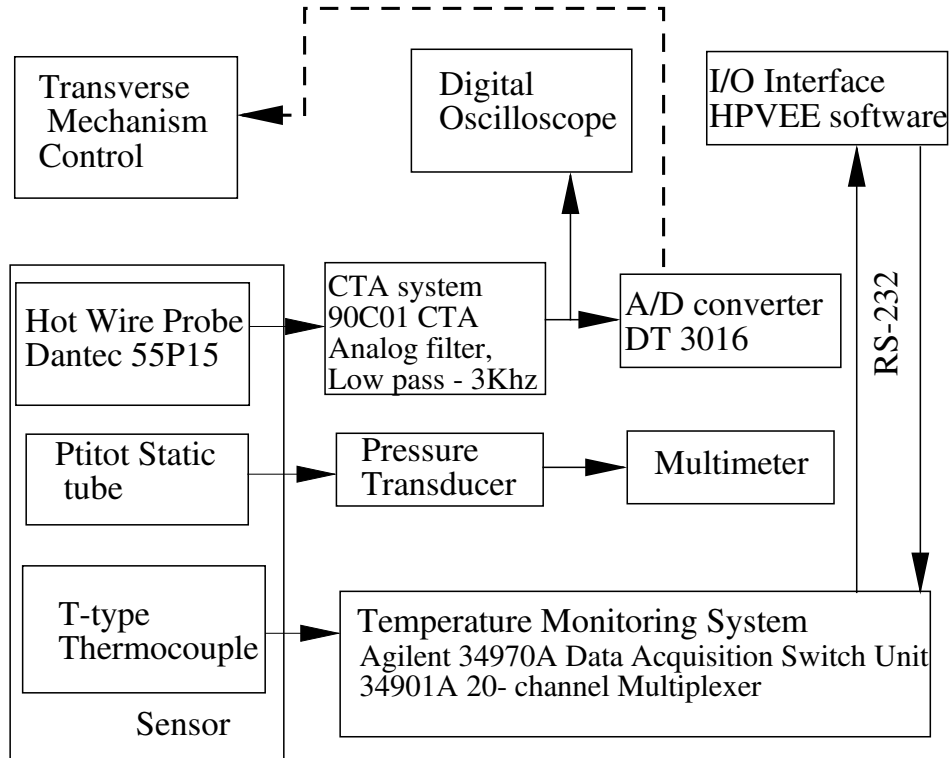 Transverse
Mechanism
Control
Digital
Oscilloscope
I/O Interface
HPVEE software
Hot Wire Probe
Dantec 55P15
CTA system
90C01 CTA
Analog filter,
Low pass - 3Khz
A/D converter
DT 3016
RS-232
Ptitot Static
tube
Pressure
Transducer
Multimeter
T-type
Thermocouple
Temperature Monitoring System
Agilent 34970A Data Acquisition Switch Unit
34901A 20- channel Multiplexer
Sensor